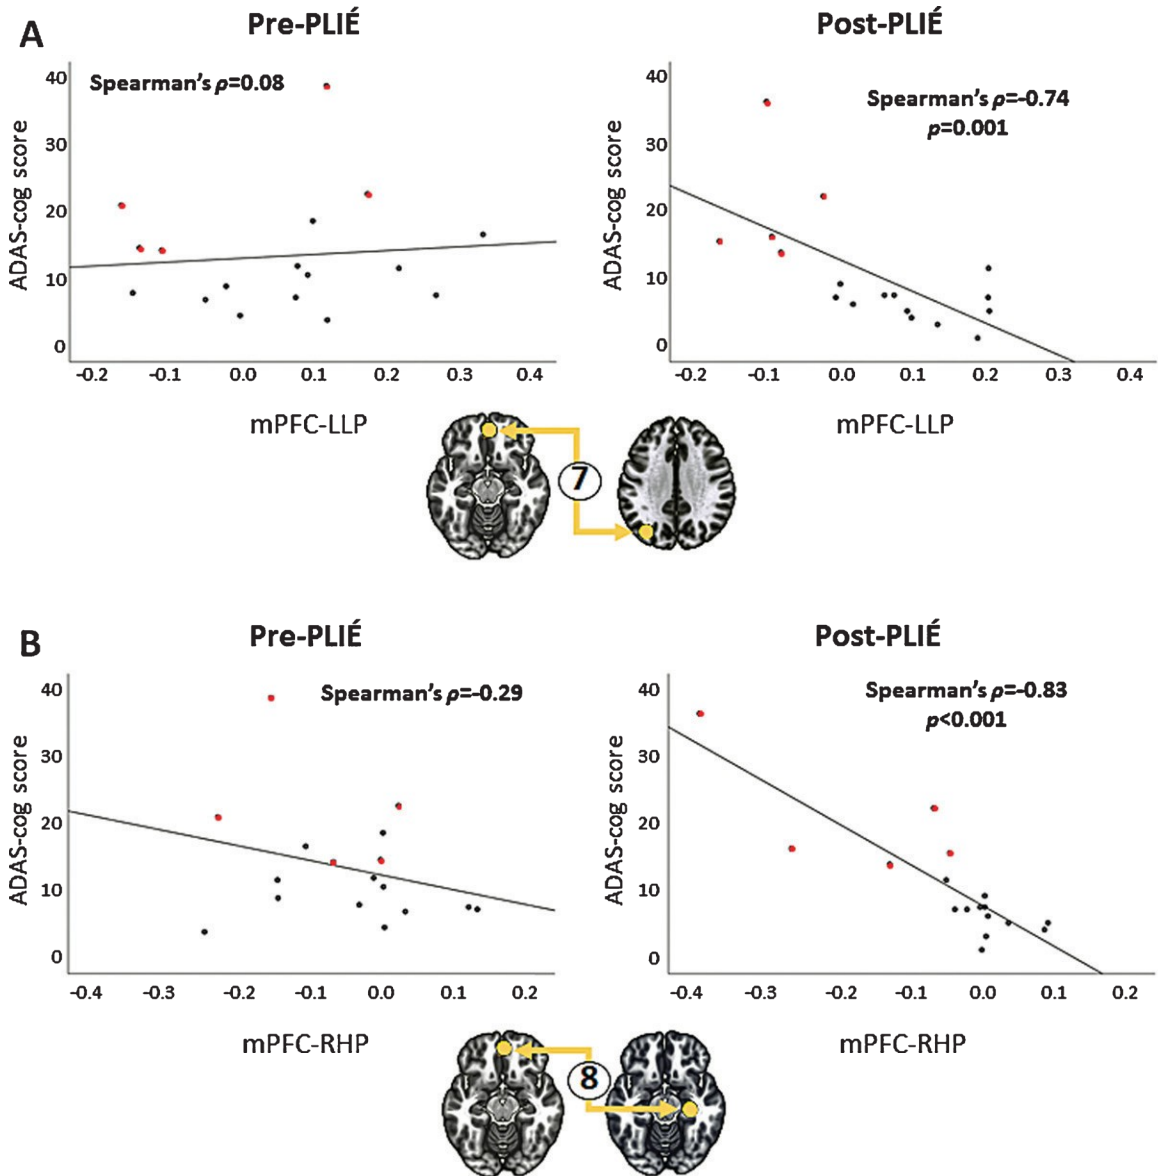 A
Pre-PLIÉ
Post-PLIÉ
Spearman's ρ=0.08
Spearman's ρ=-0.74
p=0.001
ADAS-cog score
40
30
20
10
0
-0.2 -0.1 0.0 0.1 0.2 0.3 0.4
mPFC-LLP
ADAS-cog score
40
30
20
10
0
-0.2 -0.1 0.0 0.1 0.2 0.3 0.4
mPFC-LLP
7
B
Pre-PLIÉ
Post-PLIÉ
Spearman's ρ=-0.29
Spearman's ρ=-0.83
p<0.001
ADAS-cog score
40
30
20
10
0
-0.4 -0.3 -0.2 -0.1 0.0 0.1 0.2
mPFC-RHP
ADAS-cog score
40
30
20
10
0
-0.4 -0.3 -0.2 -0.1 0.0 0.1 0.2
mPFC-RHP
8